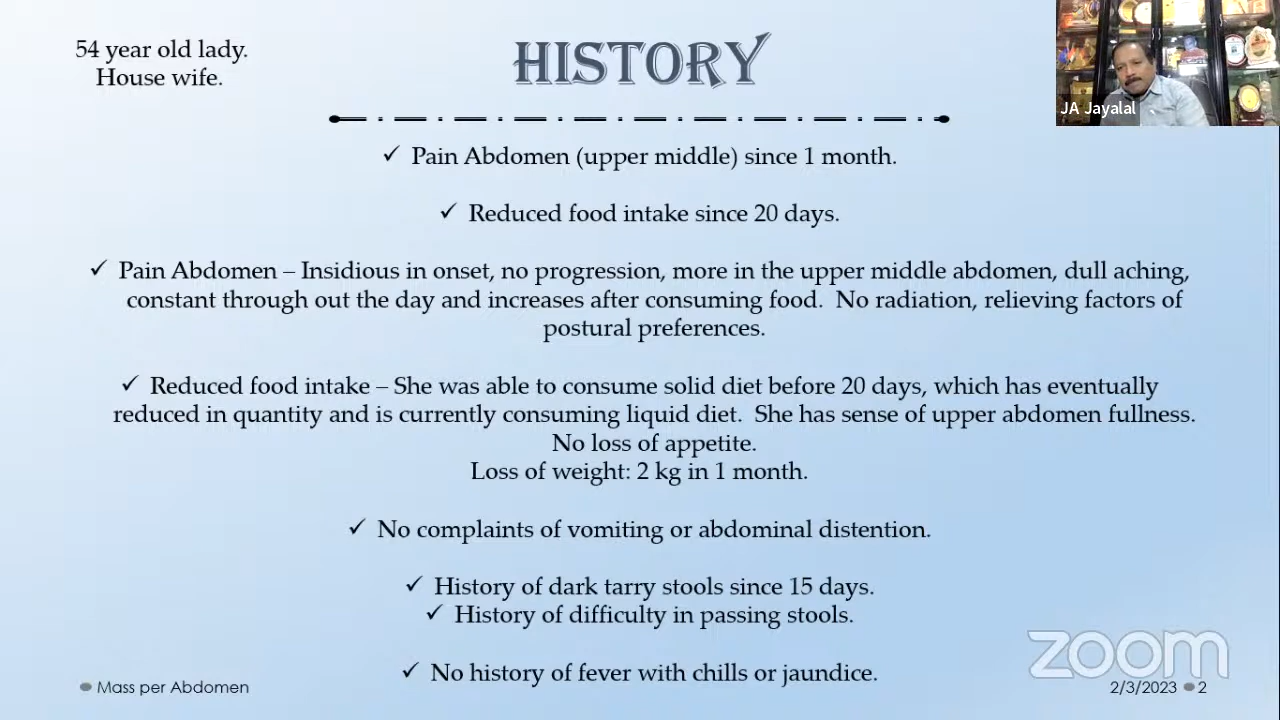 54 year old lady.
House wife.
HISTORY
JA Jayalal
✓ Pain Abdomen (upper middle) since 1 month.
✓ Reduced food intake since 20 days.
✓ Pain Abdomen – Insidious in onset, no progression, more in the upper middle abdomen, dull aching,
constant through out the day and increases after consuming food. No radiation, relieving factors of
postural preferences.
✓ Reduced food intake – She was able to consume solid diet before 20 days, which has eventually
reduced in quantity and is currently consuming liquid diet. She has sense of upper abdomen fullness.
No loss of appetite.
Loss of weight: 2 kg in 1 month.
✓ No complaints of vomiting or abdominal distention.
✓ History of dark tarry stools since 15 days.
✓ History of difficulty in passing stools.
✓ No history of fever with chills or jaundice.
zoom
Mass per Abdomen
2/3/2023 2